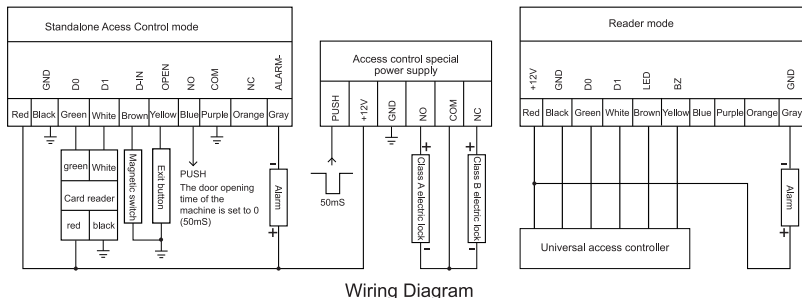 Standalone Acess Control mode
GND
D0
D1
D-IN
OPEN
NO
COM
NC
ALARM-
Red
Black
Green
White
Brown
Yellow
Blue
Purple
Orange
Gray
green
White
Card reader
red
black
Magnetic switch
Exit button
PUSH
The door opening
time of the
machine is set to 0
(50mS)
-
Alarm
+
Access control special
power supply
PUSH
+12V
GND
NO
COM
NC
50mS
+
Class A electric lock
-
+
Class B electric lock
-
Reader mode
+12V
GND
D0
D1
LED
BZ
GND
Red
Black
Green
White
Brown
Yellow
Blue
Purple
Orange
Gray
-
Alarm
+
Universal access controller
Wiring Diagram